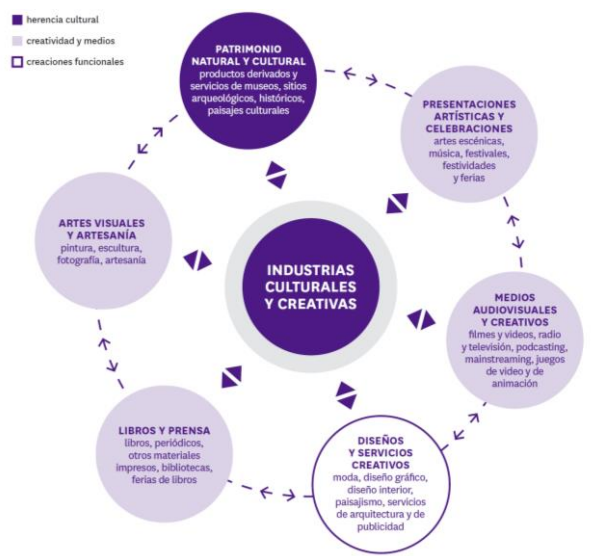 herencia cultural
creatividad y medios
creaciones funcionales
PATRIMONIO
NATURAL Y CULTURAL
productos derivados y
servicios de museos, sitios
arqueológicos, históricos,
paisajes culturales
PRESENTACIONES
ARTÍSTICAS Y
CELEBRACIONES
artes escénicas,
música, festivales,
festividades
y ferias
ARTES VISUALES
Y ARTESANÍA
pintura, escultura,
fotografía, artesanía
INDUSTRIAS
CULTURALES
Y CREATIVAS
MEDIOS
AUDIOVISUALES
Y CREATIVOS
filmes y videos, radio
y televisión, podcasting,
mainstreaming, juegos
de video y de
animación
LIBROS Y PRENSA
libros, periódicos,
otros materiales
impresos, bibliotecas,
ferias de libros
DISEÑOS
Y SERVICIOS
CREATIVOS
moda, diseño gráfico,
diseño interior,
paisajismo, servicios
de arquitectura y de
publicidad